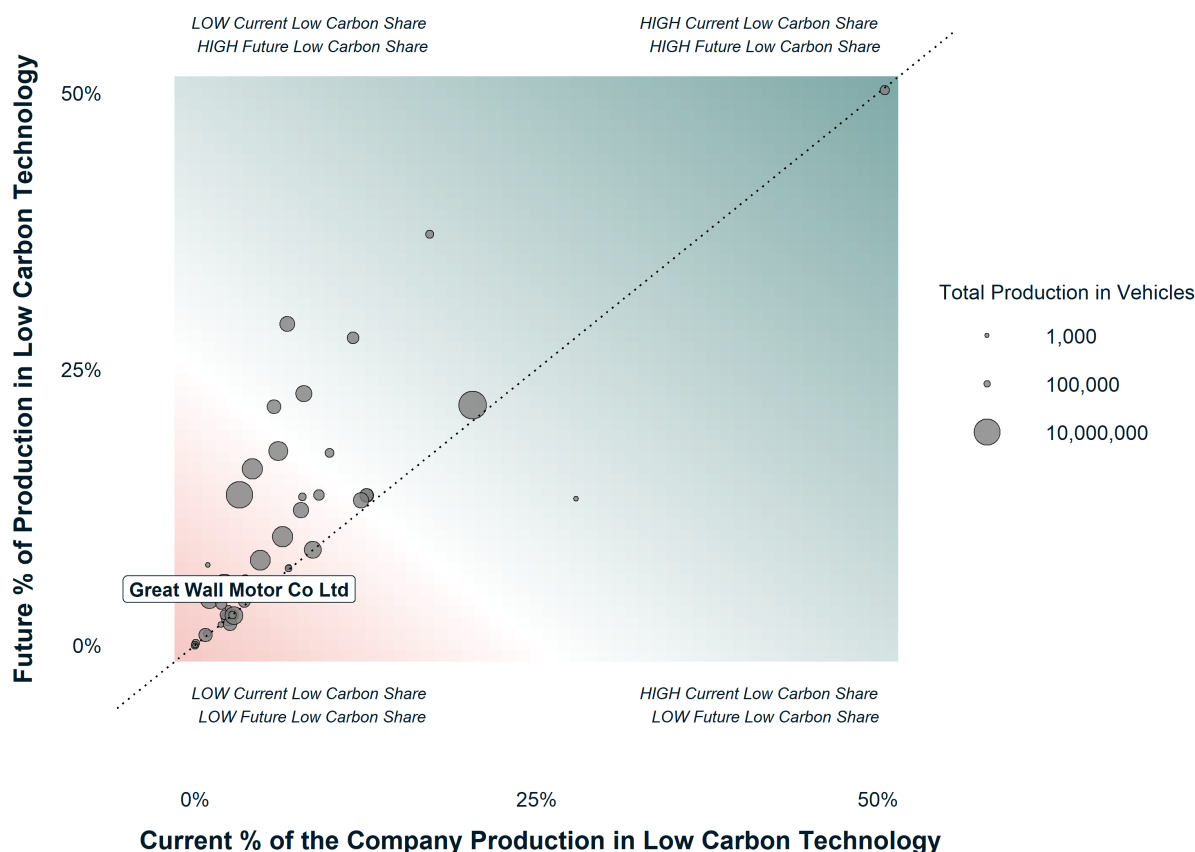 LOW Current Low Carbon Share
HIGH Future Low Carbon Share
HIGH Current Low Carbon Share
HIGH Future Low Carbon Share
Future % of Production in Low Carbon Technology
50%
25%
0%
Great Wall Motor Co Ltd
Total Production in Vehicles
1,000
100,000
10,000,000
LOW Current Low Carbon Share
LOW Future Low Carbon Share
HIGH Current Low Carbon Share
LOW Future Low Carbon Share
0%
25%
50%
Current % of the Company Production in Low Carbon Technology